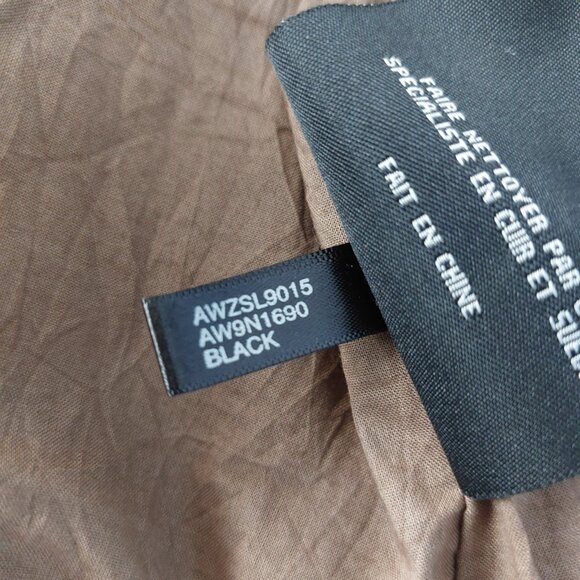 FAIRE NETTOYER PAR
SPECIALISTE EN CUIR ET
FAIT EN CHINE
AWZSL9015
AW9N1690
BLACK